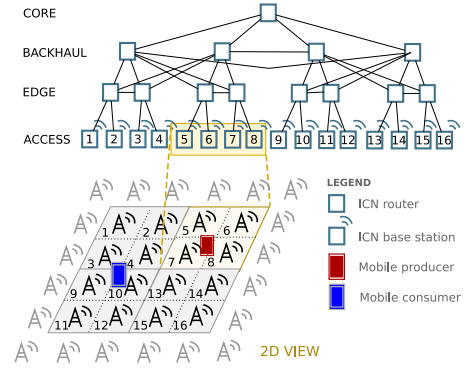 CORE
BACKHAUL
EDGE
ACCESS
1 2 3 4 5 6 7 8 9 10 11 12 13 14 15 16
1 2 5 6
3 4 7 8
9 10 13 14
11 12 15 16
LEGEND
ICN router
ICN base station
Mobile producer
Mobile consumer
2D VIEW